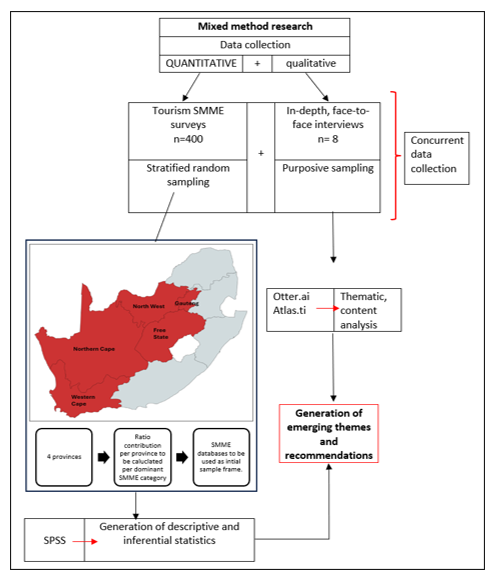 Mixed method research
Data collection
QUANTITATIVE + qualitative
Tourism SMME
surveys
n=400
Stratified random
sampling
+
In-depth, face-to-
face interviews
n= 8
Purposive sampling
Concurrent
data
collection
North West
Gauteng
Free
State
Northern Cape
Western
Cape
4 provinces
Ratio
contribution
per province to
be caluclated
per dominant
SMME category
SMME
databases to be
used as intial
sample frame.
Otter.ai
Atlas.ti
Thematic,
content
analysis
Generation of
emerging themes
and
recommendations
SPSS
Generation of descriptive and
inferential statistics